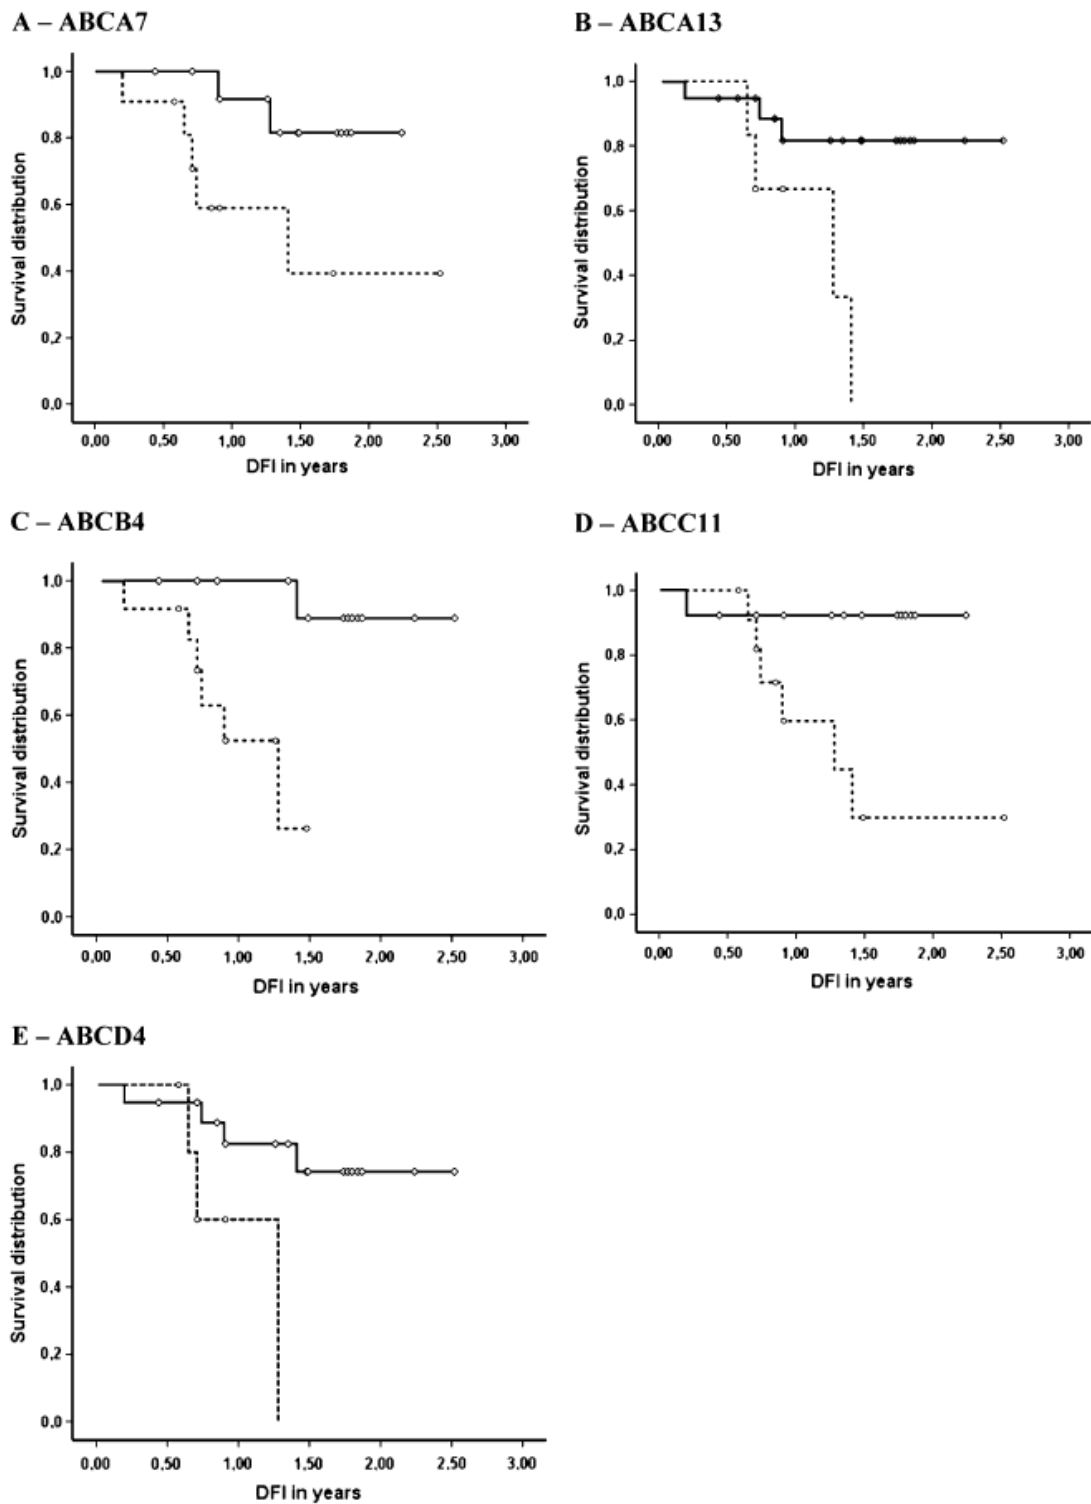 A – ABCA7
Survival distribution
1,0
0,8
0,6
0,4
0,2
0,0
0,00 0,50 1,00 1,50 2,00 2,50 3,00
DFI in years
B – ABCA13
Survival distribution
1,0
0,8
0,6
0,4
0,2
0,0
0,00 0,50 1,00 1,50 2,00 2,50 3,00
DFI in years
C – ABCB4
Survival distribution
1,0
0,8
0,6
0,4
0,2
0,0
0,00 0,50 1,00 1,50 2,00 2,50 3,00
DFI in years
D – ABCC11
Survival distribution
1,0
0,8
0,6
0,4
0,2
0,0
0,00 0,50 1,00 1,50 2,00 2,50 3,00
DFI in years
E – ABCD4
Survival distribution
1,0
0,8
0,6
0,4
0,2
0,0
0,00 0,50 1,00 1,50 2,00 2,50 3,00
DFI in years